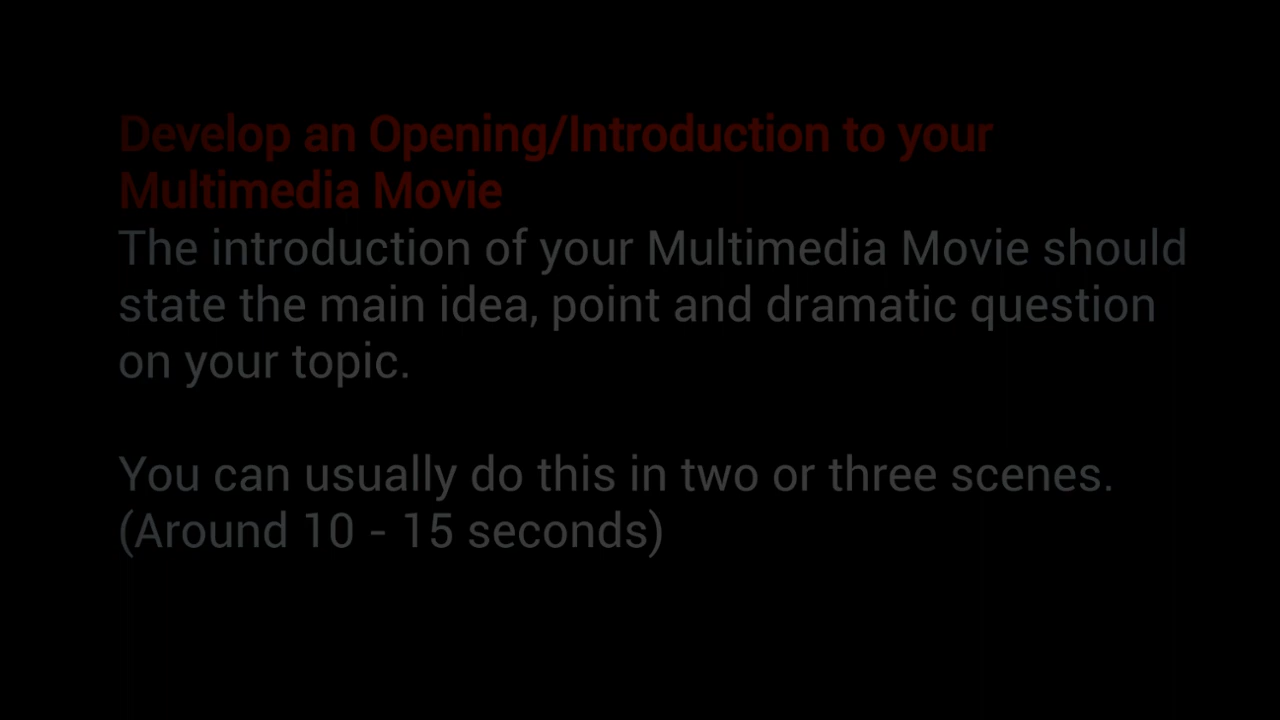 Develop an Opening/Introduction to your
Multimedia Movie
The introduction of your Multimedia Movie should
state the main idea, point and dramatic question
on your topic.
You can usually do this in two or three scenes.
(Around 10 - 15 seconds)